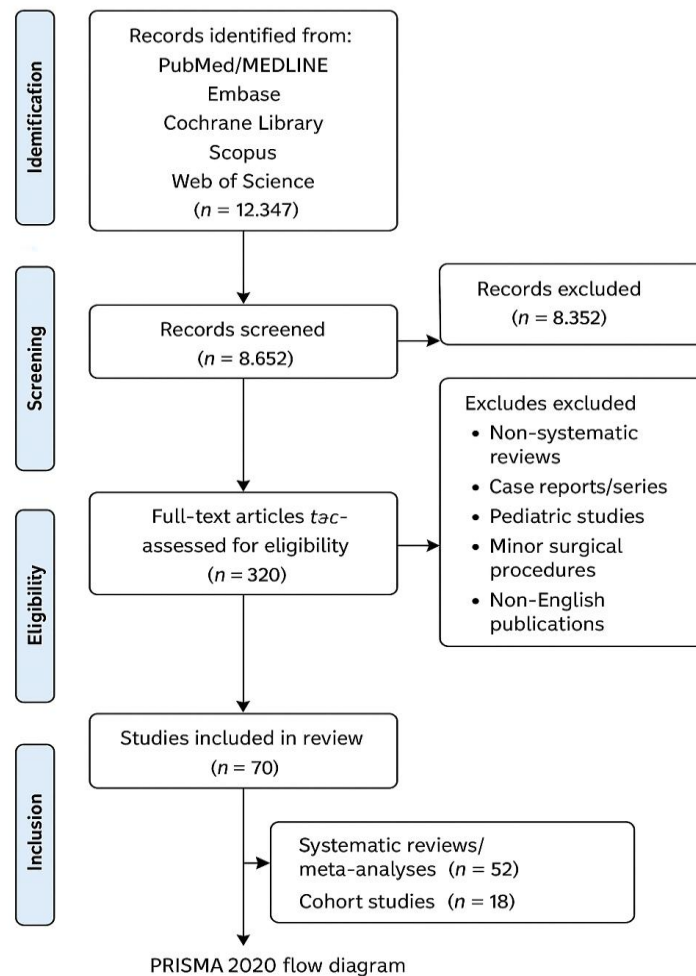 Idemification
Records identified from:
PubMed/MEDLINE
Embase
Cochrane Library
Scopus
Web of Science
(n = 12.347)
Screening
Records screened
(n = 8.652)
Records excluded
(n = 8.352)
Excludes excluded
• Non-systematic
reviews
• Case reports/series
• Pediatric studies
• Minor surgical
procedures
• Non-English
publications
Eligibility
Full-text articles təc-
assessed for eligibility
(n = 320)
Studies included in review
(n = 70)
Inclusion
Systematic reviews/
meta-analyses (n = 52)
Cohort studies (n = 18)
PRISMA 2020 flow diagram